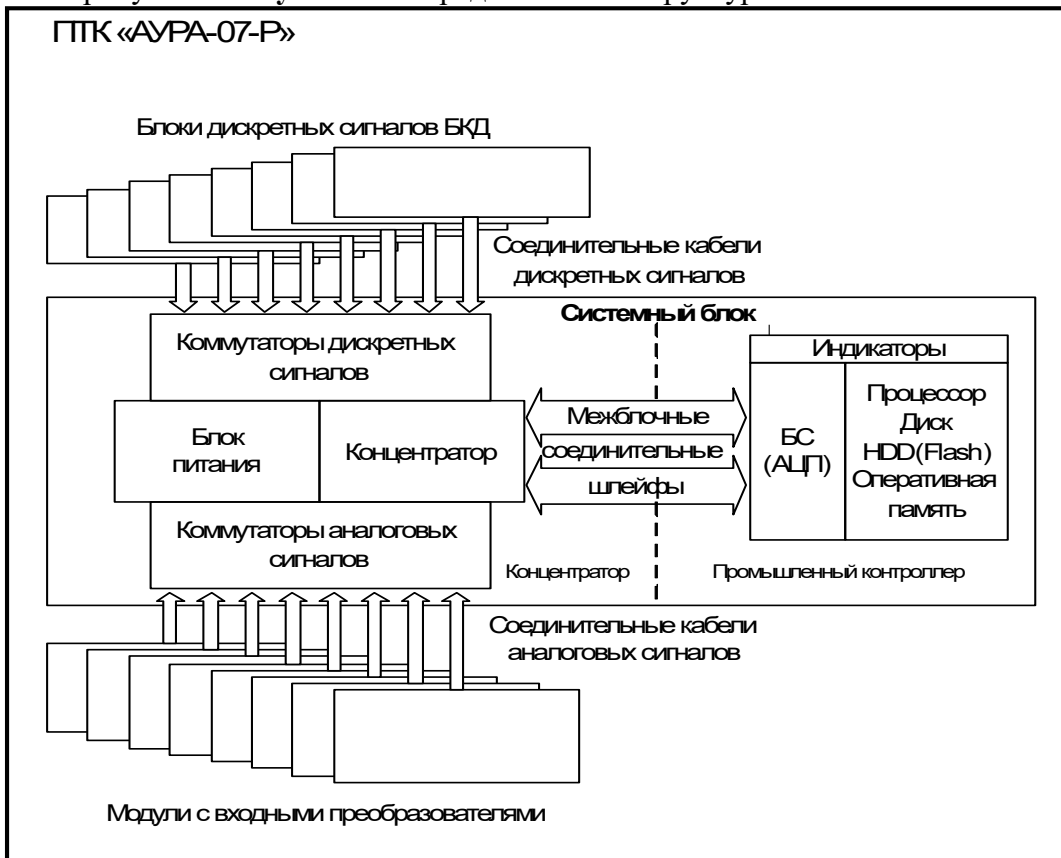 ПТК «АУРА-07-Р»
Блоки дискретных сигналов БКД
Соединительные кабели
дискретных сигналов
Системный блок
Коммутаторы дискретных
сигналов
Индикаторы
Блок
питания
Концентратор
Межблочные
соединительные
шлейфы
БС
(АЦП)
Процессор
Диск
HDD(Flash)
Оперативная
память
Коммутаторы аналоговых
сигналов
Концентратор
Промышленный контроллер
Соединительные кабели
аналоговых сигналов
Модули с входными преобразователями